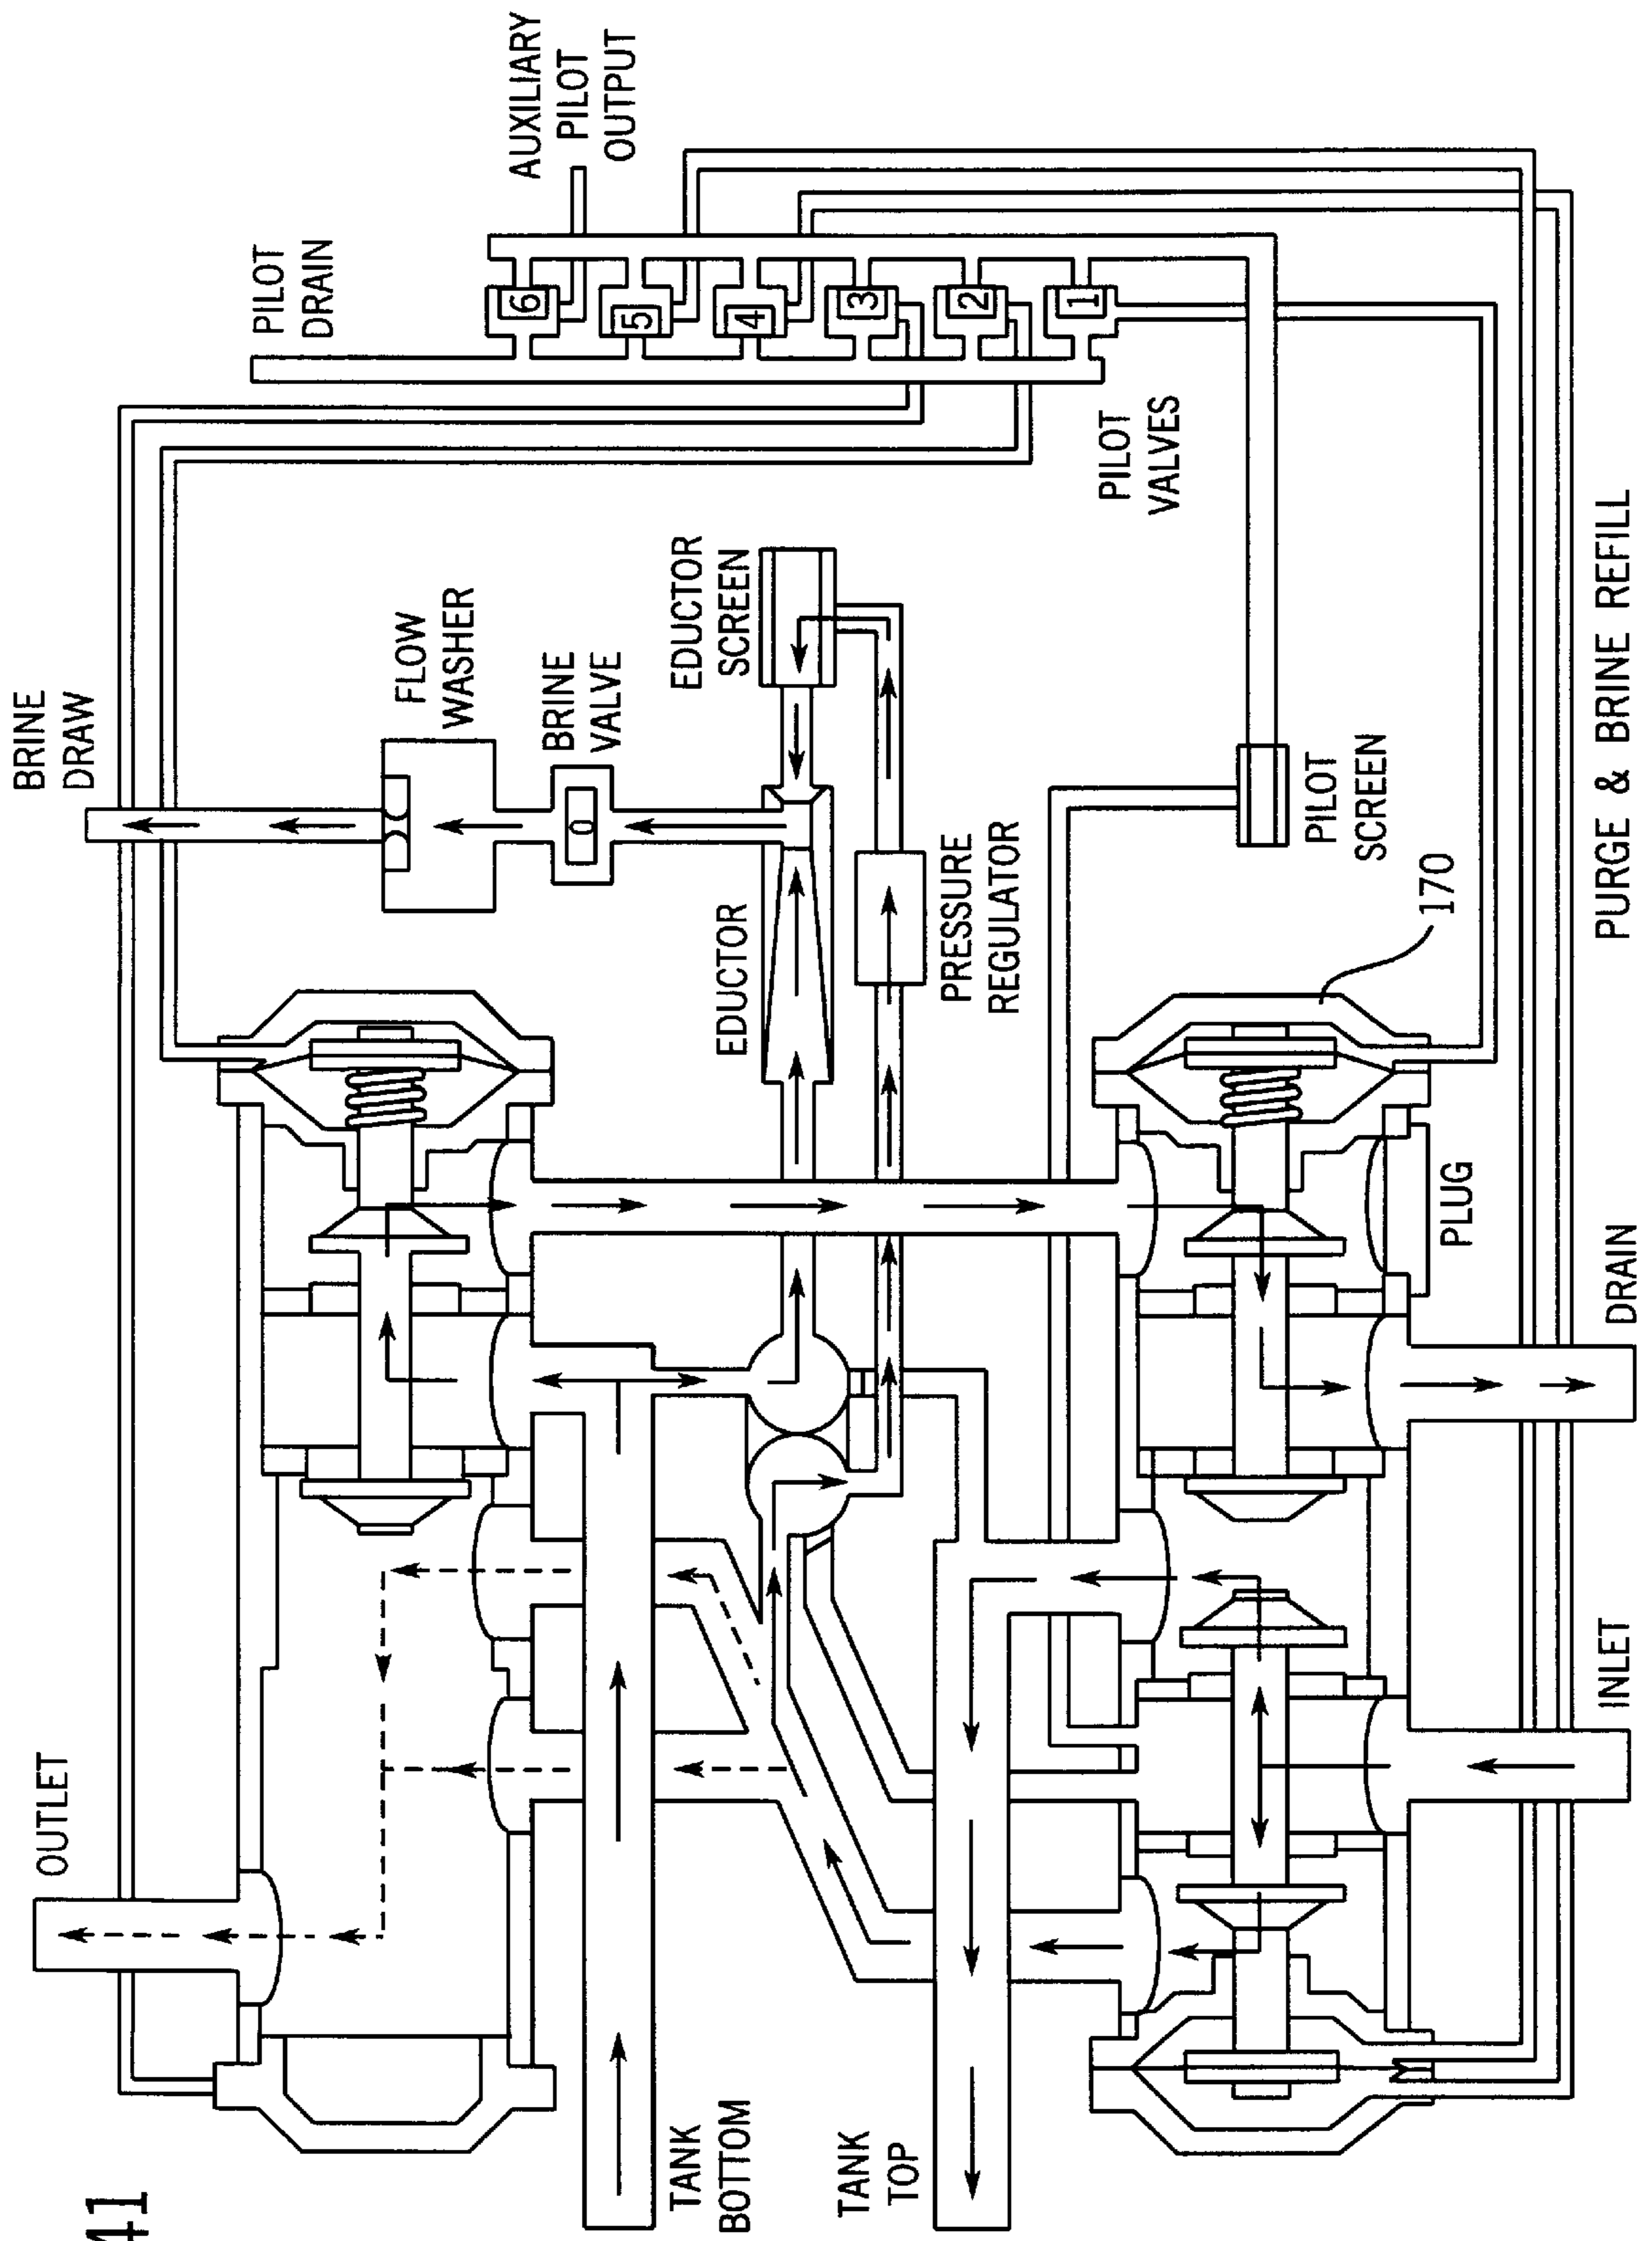 41
OUTLET
BRINE
DRAW
PILOT
DRAIN
AUXILIARY
PILOT
OUTPUT
FLOW
WASHER
BRINE
VALVE
0
EDUCTOR
SCREEN
EDUCTOR
PRESSURE
REGULATOR
6
5
4
3
2
1
PILOT
VALVES
PILOT
SCREEN
170
TANK
BOTTOM
TANK
TOP
PLUG
INLET
DRAIN
PURGE & BRINE REFILL